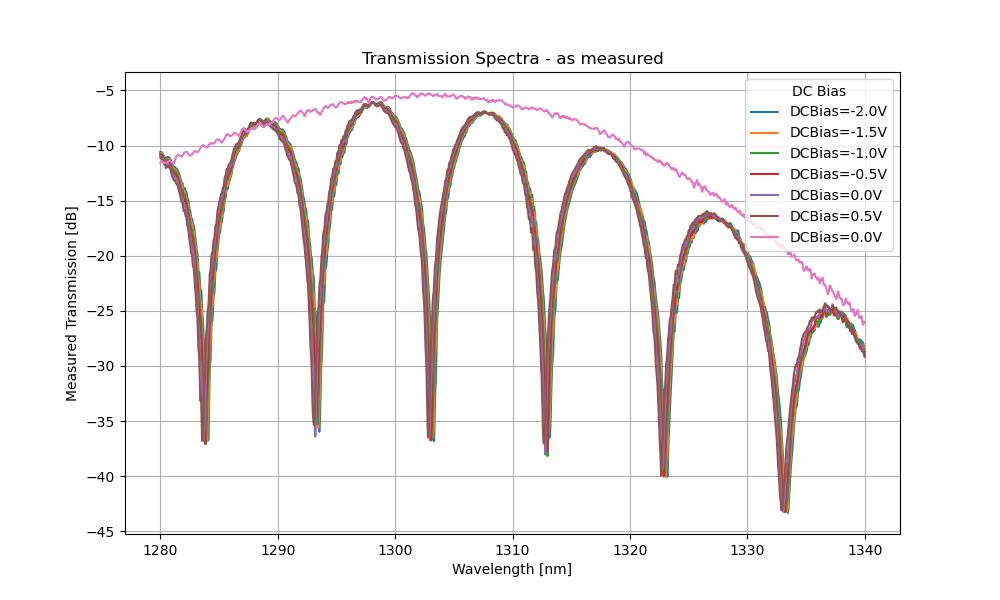 Transmission Spectra - as measured
DC Bias
DCBias=-2.0V
DCBias=-1.5V
DCBias=-1.0V
DCBias=-0.5V
DCBias=0.0V
DCBias=0.5V
DCBias=0.0V
Measured Transmission [dB]
−5
−10
−15
−20
−25
−30
−35
−40
−45
1280 1290 1300 1310 1320 1330 1340
Wavelength [nm]